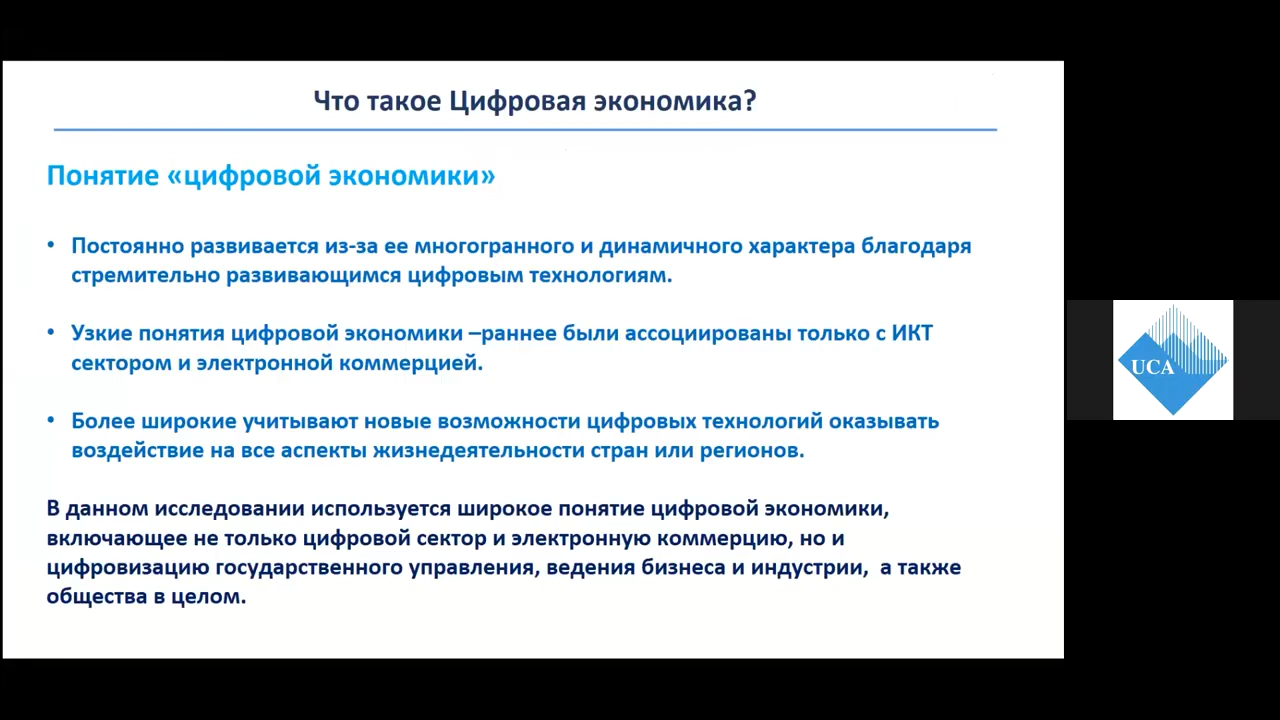 Что такое Цифровая экономика?
Понятие «цифровой экономики»
• Постоянно развивается из-за ее многогранного и динамичного характера благодаря
стремительно развивающимся цифровым технологиям.
• Узкие понятия цифровой экономики –раннее были ассоциированы только с ИКТ
сектором и электронной коммерцией.
• Более широкие учитывают новые возможности цифровых технологий оказывать
воздействие на все аспекты жизнедеятельности стран или регионов.
В данном исследовании используется широкое понятие цифровой экономики,
включающее не только цифровой сектор и электронную коммерцию, но и
цифровизацию государственного управления, ведения бизнеса и индустрии,  а также
общества в целом.
UCA